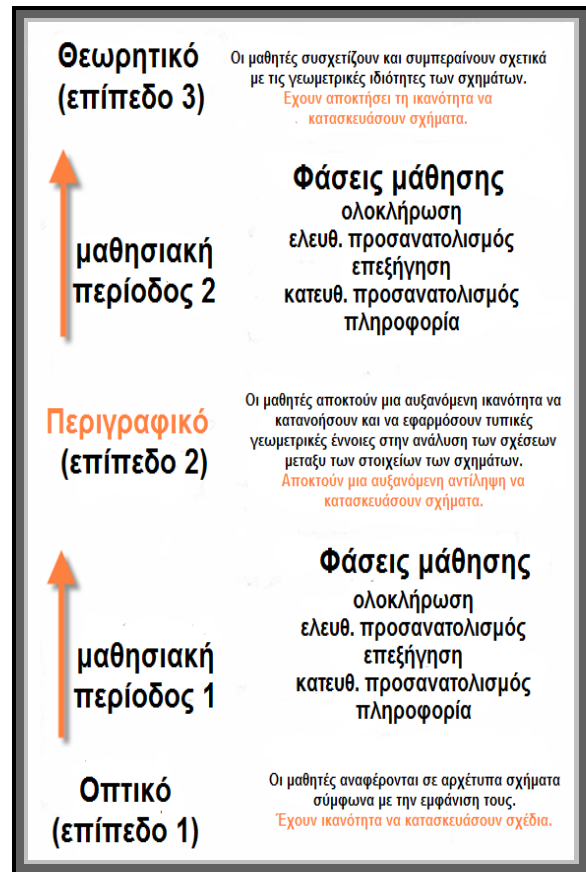 Θεωρητικό
(επίπεδο 3)
Οι μαθητές συσχετίζουν και συμπεραίνουν σχετικά
με τις γεωμετρικές ιδιότητες των σχημάτων.
Εχουν αποκτήσει τη ικανότητα να
κατασκευάσουν σχήματα.
μαθησιακή
περίοδος 2
Φάσεις μάθησης
ολοκλήρωση
ελευθ. προσανατολισμός
επεξήγηση
κατευθ. προσανατολισμός
πληροφορία
Περιγραφικό
(επίπεδο 2)
Οι μαθητές αποκτούν μια αυξανόμενη ικανότητα να
κατανοήσουν και να εφαρμόσουν τυπικές
γεωμετρικές έννοιες στην ανάλυση των σχέσεων
μεταξυ των στοιχείων των σχημάτων.
Αποκτούν μια αυξανόμενη αντίληψη να
κατασκευάσουν σχήματα.
μαθησιακή
περίοδος 1
Φάσεις μάθησης
ολοκλήρωση
ελευθ. προσανατολισμός
επεξήγηση
κατευθ. προσανατολισμός
πληροφορία
Οπτικό
(επίπεδο 1)
Οι μαθητές αναφέρονται σε αρχέτυπα σχήματα
σύμφωνα με την εμφάνιση τους.
Έχουν ικανότητα να κατασκευάσουν σχέδια.